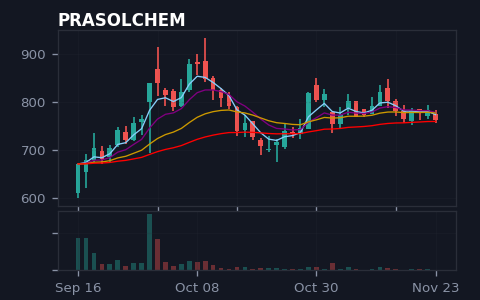 PRASOLCHEM
900
800
700
600
Sep 16
Oct 08
Oct 30
Nov 23